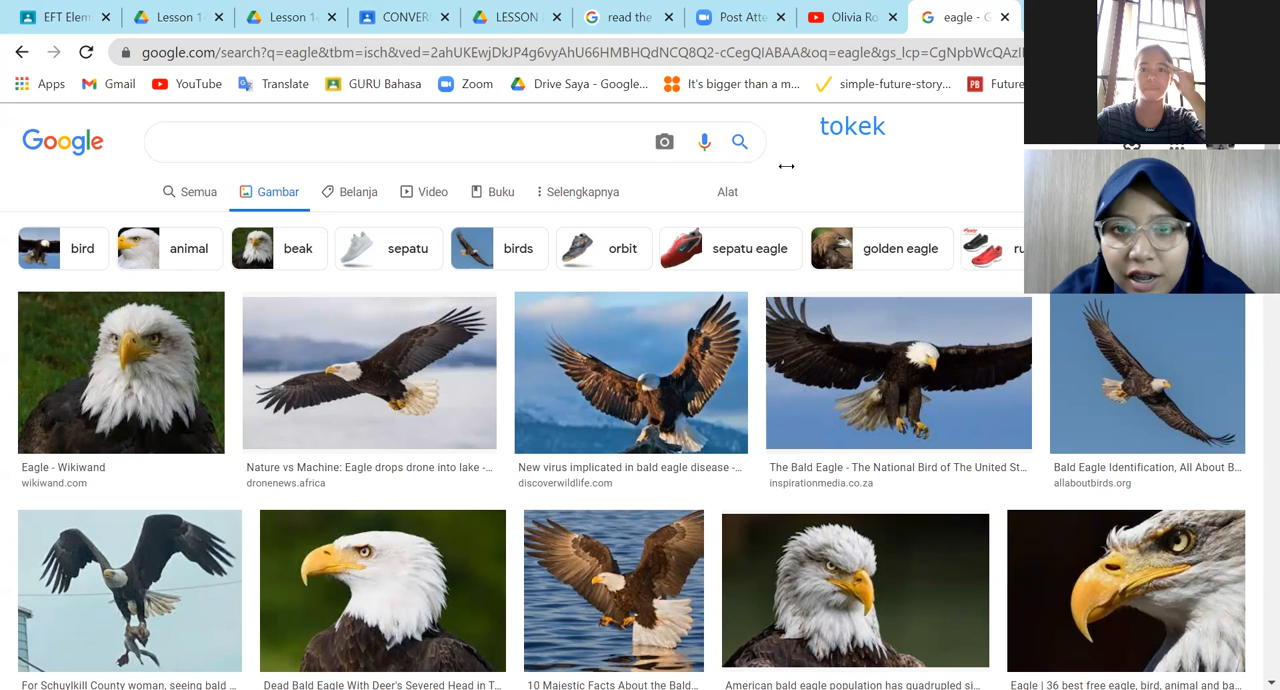 EFT Elem
Lesson 1
Lesson 1
CONVER
LESSON
read the
Post Atte
Olivia Ro
eagle - G
google.com/search?q=eagle&tbm=isch&ved=2ahUKEwjDkJP4g6vyAhU66HMBHQdNCQ8Q2-cCegQIABAA&oq=eagle&gs_lcp=CgNpbWcQAzI
Apps
Gmail
YouTube
Translate
GURU Bahasa
Zoom
Drive Saya - Google...
It's bigger than a m...
simple-future-story...
PB
Future
Google
tokek
Semua
Gambar
Belanja
Video
Buku
Selengkapnya
Alat
bird
animal
beak
sepatu
birds
orbit
sepatu eagle
golden eagle
ru
Eagle - Wikiwand
wikiwand.com
Nature vs Machine: Eagle drops drone into lake -...
dronenews.africa
New virus implicated in bald eagle disease -...
discoverwildlife.com
The Bald Eagle - The National Bird of The United St...
inspirationmedia.co.za
Bald Eagle Identification, All About B...
allaboutbirds.org
For Schuylkill County woman, seeing bald ...
Dead Bald Eagle With Deer's Severed Head in T...
10 Majestic Facts About the Bald...
American bald eagle population has quadrupled si...
Eagle | 36 best free eagle, bird, animal and ba...